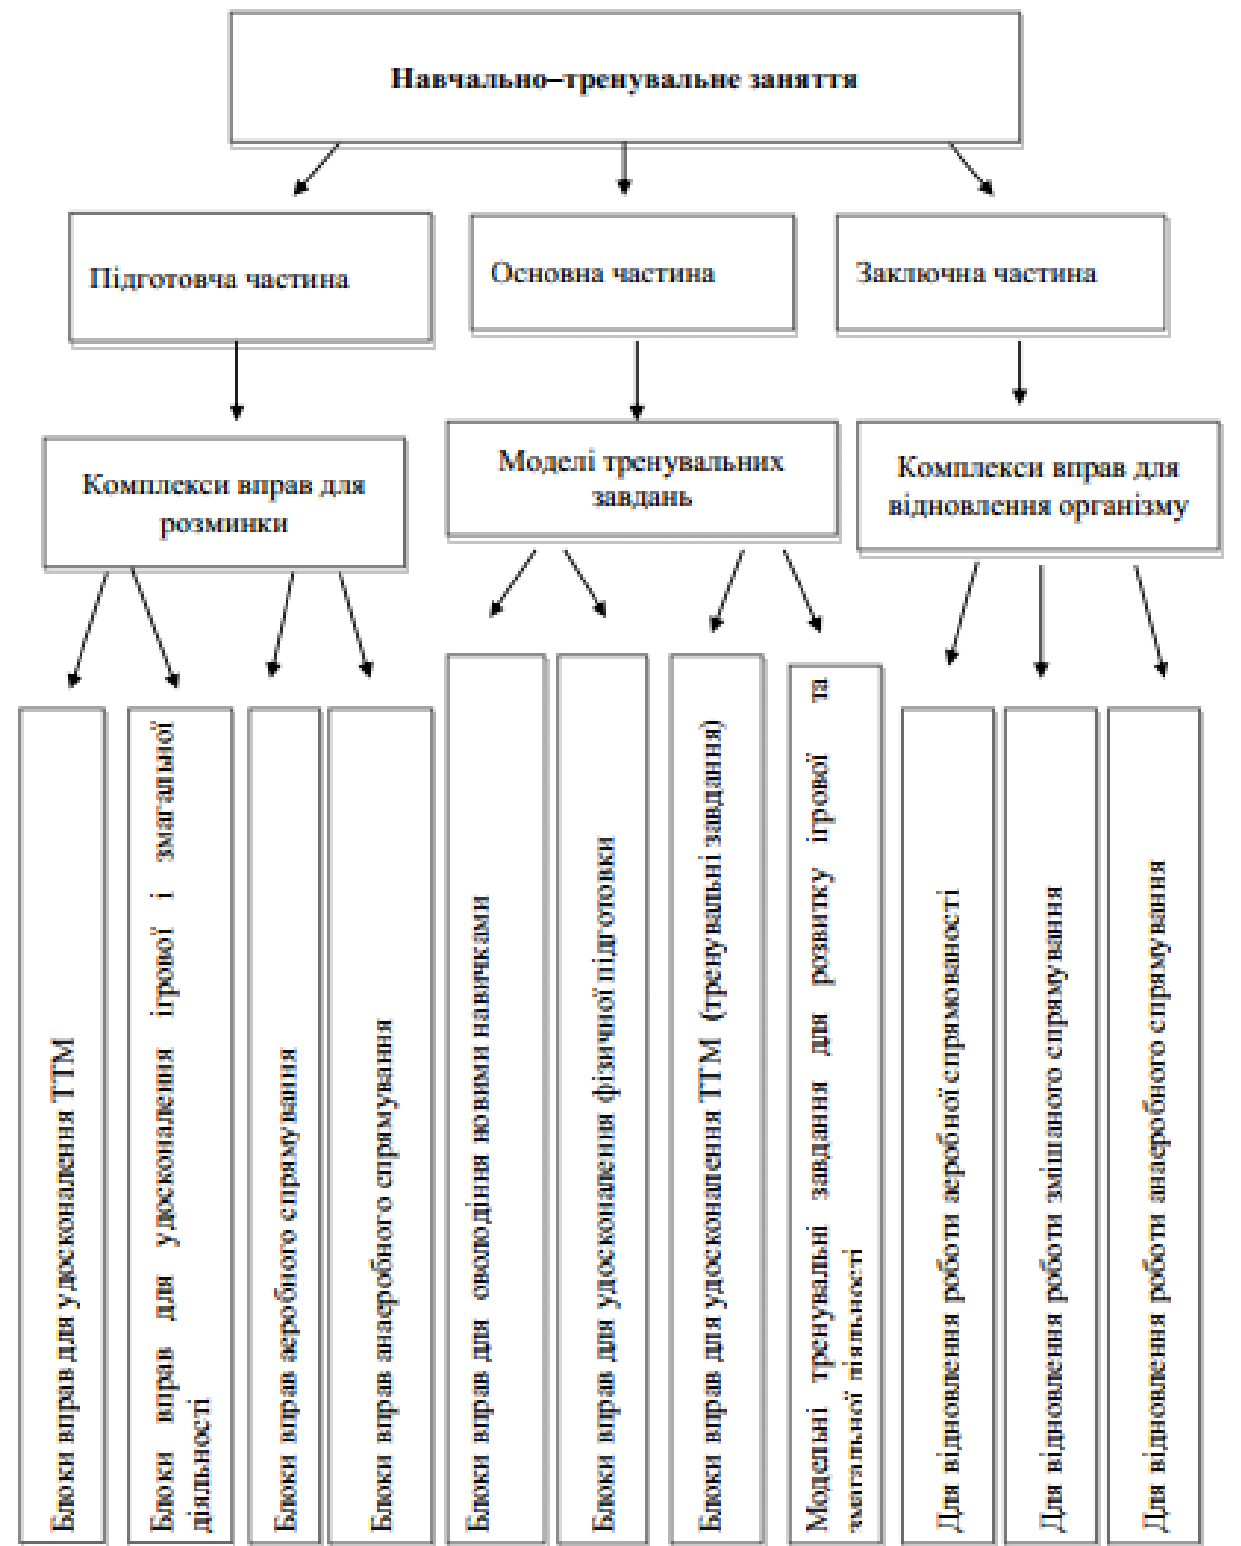 Навчально–тренувальне заняття
Підготовча частина
Основна частина
Заключна частина
Комплекси вправ для
розминки
Моделі тренувальних
завдань
Комплекси вправ для
відновлення організму
Блоки вправ для удосконалення ТТМ
Блоки вправ для удосконалення ігрової і змагальної
діяльності
Блоки вправ аеробного спрямування
Блоки вправ анаеробного спрямування
Блоки вправ для оволодіння новими навичками
Блоки вправ для удосконалення фізичної підготовки
Блоки вправ для удосконалення ТТМ (тренувальні завдання)
Модельні тренувальні завдання для розвитку ігрової та
змагальної діяльності
Для відновлення роботи аеробної спрямованості
Для відновлення роботи змішаного спрямування
Для відновлення роботи анаеробного спрямування